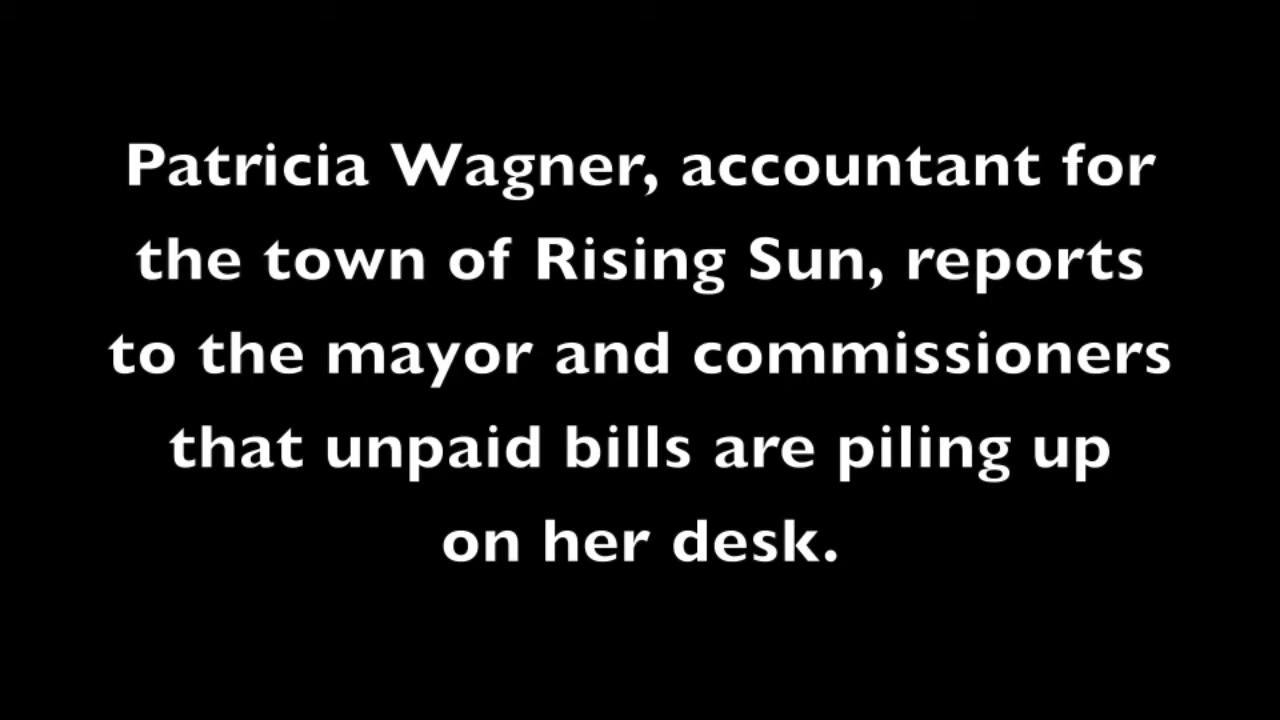 Patricia Wagner, accountant for
the town of Rising Sun, reports
to the mayor and commissioners
that unpaid bills are piling up
on her desk.